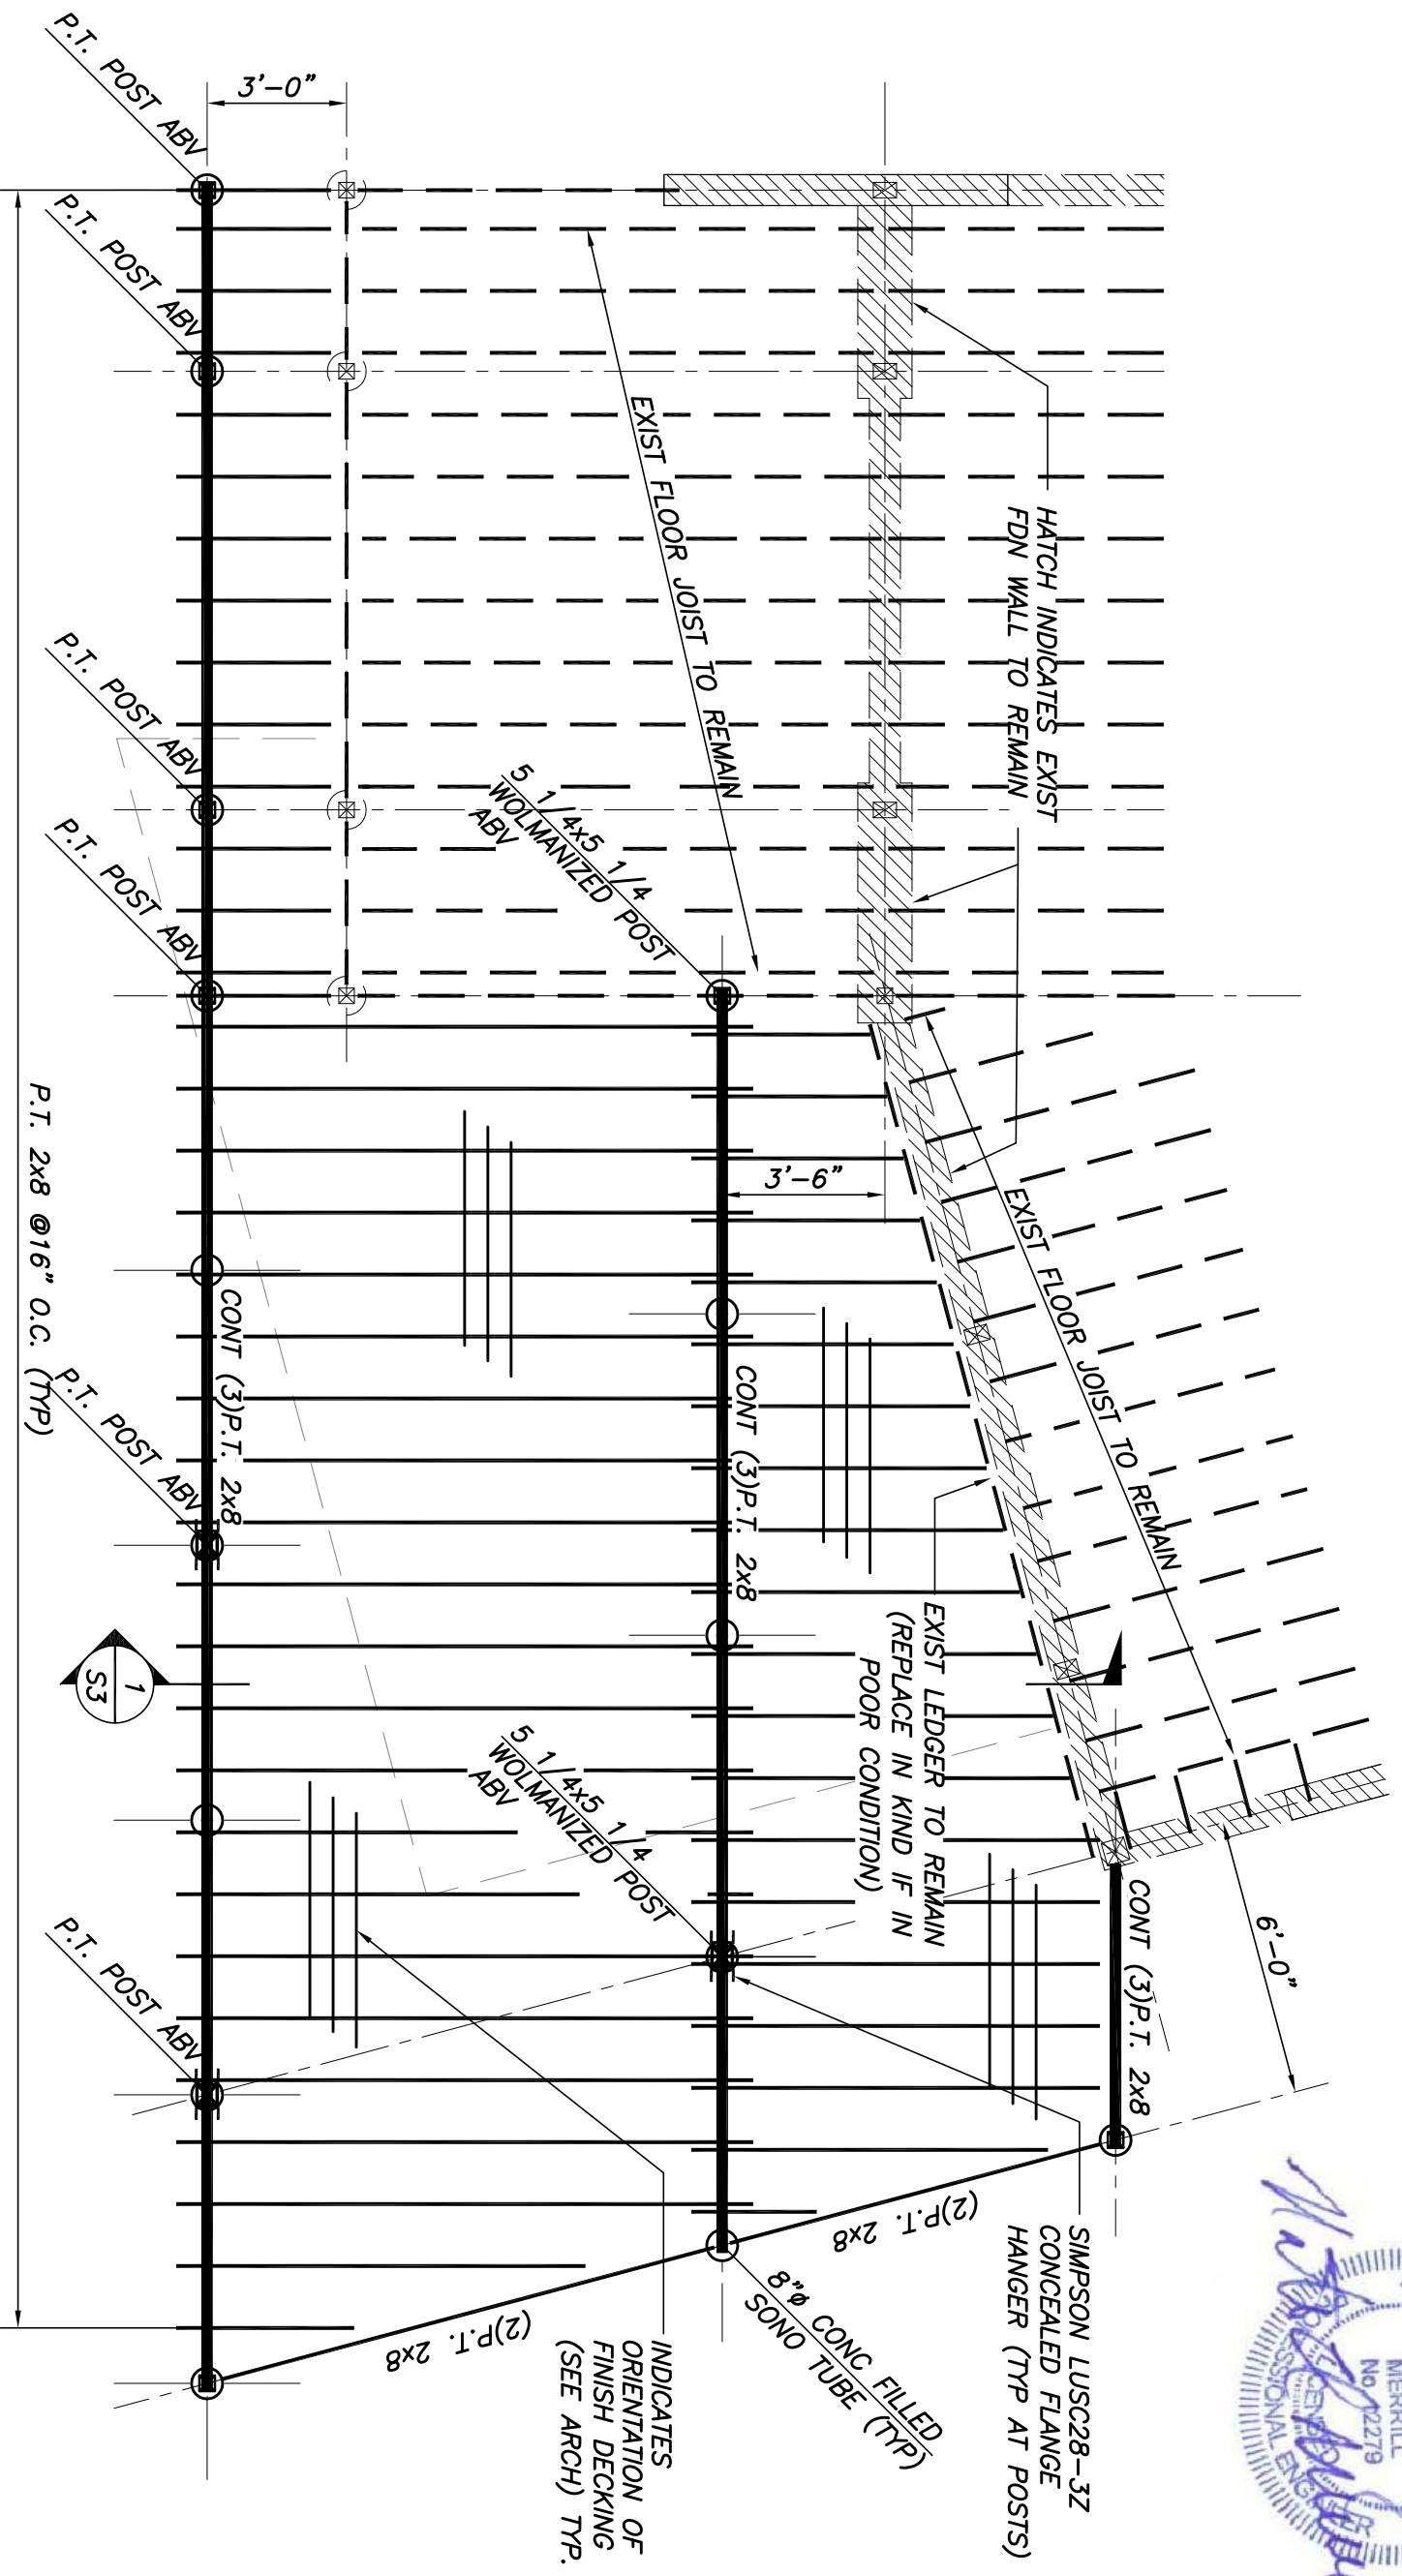 P.T. POST ABV
P.T. POST ABV
P.T. POST ABV
P.T. POST ABV
P.T. POST ABV
P.T. POST ABV
3'-0"
P.T. 2x8 @16" O.C. (TYP)
EXIST FLOOR JOIST TO REMAIN
HATCH INDICATES EXIST
FDN WALL TO REMAIN
5 1/4x5 1/4
WOLMANIZED POST
ABV
3'-6"
EXIST FLOOR JOIST TO REMAIN
CONT (3)P.T. 2x8
CONT (3)P.T. 2x8
EXIST LEDGER TO REMAIN
(REPLACE IN KIND IF IN
POOR CONDITION)
1
S3
5 1/4x5 1/4
WOLMANIZED POST
ABV
CONT (3)P.T. 2x8
6'-0"
(2)P.T. 2x8
(2)P.T. 2x8
SIMPSON LUSC28-3Z
CONCEALED FLANGE
HANGER (TYP AT POSTS)
8"ø CONC FILLED
SONO TUBE (TYP)
INDICATES
ORIENTATION OF
FINISH DECKING
(SEE ARCH) TYP.
MERRILL
No
ENGINEER